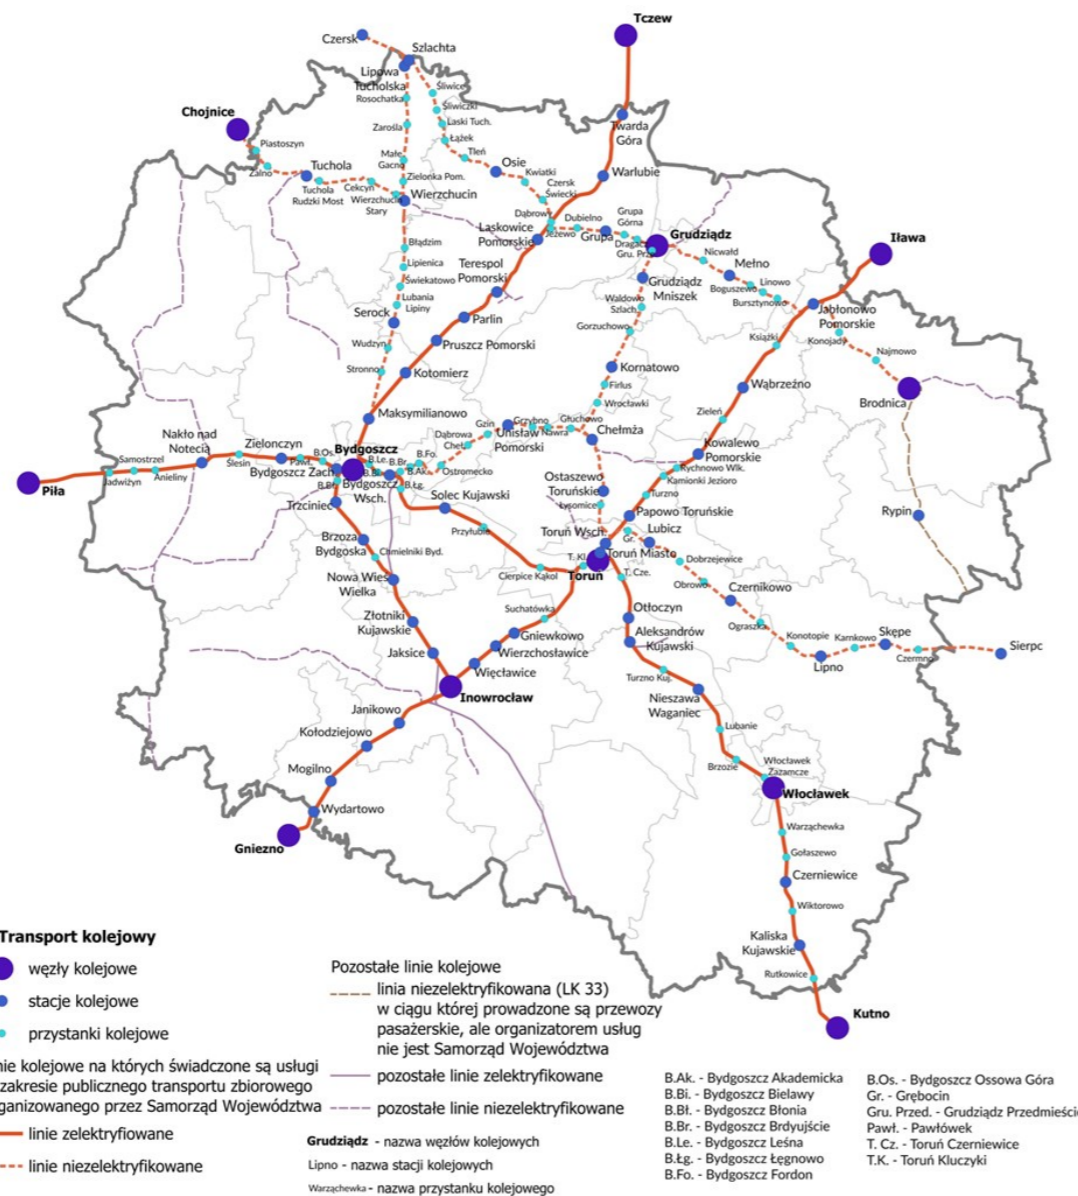 Tczew
Czersk
Szlachta
Lipowa
Tucholska
Rosochatka
Śliwice
Śliwiczki
Chojnice
Zarośla
Laski Tuch.
Twarda
Góra
Piastoszyn
Łążek
Żalno
Tuchola
Małe
Gacno
Tleń
Osie
Warlubie
Tuchola
Rudzki Most
Cekcyn
Zielonka Pom.
Kwiatki
Wierzchucin
Stary
Wierzchucin
Czersk
Świecki
Dąbrowy
Dubielno
Grupa
Górna
Laskowice
Pomorskie
Jeżewo
Grupa
Dragacz
Gru. Prz.
Grudziądz
Iława
Błądzim
Nicwałd
Lipienica
Terespol
Pomorski
Mełno
Świekatowo
Grudziądz
Mniszek
Boguszewo
Linowo
Bursztynowo
Lubania
Lipiny
Waldowo
Szlach.
Jabłonowo
Pomorskie
Serock
Parlin
Gorzuchowo
Książki
Konojady
Wudzyn
Pruszcz Pomorski
Najmowo
Stronno
Kotomierz
Kornatowo
Firlus
Wąbrzeźno
Brodnica
Wrocławki
Maksymilianowo
Zieleń
Gzin
Grzybno
Głuchowo
Nakło nad
Notecią
Zielonczyn
Dąbrowa
Cheł.
Unisław
Pomorski
Nawra
Chełmża
Bydgoszcz
Kowalewo
Pomorskie
Samostrzel
Jadwiżyn
Anieliny
Ślesin
Pawł.
B.Os.
Bydgoszcz Zach.
B.Le.
B.Br.
B.Fo.
B.Ak.
Ostromecko
Rychnowo Wlk.
Kamionki Jezioro
Piła
B.Bł.
B.Bi.
Bydgoszcz
Wsch.
B.Łg.
Ostaszewo
Toruńskie
Turzno
Trzciniec
Solec Kujawski
Łysomice
Papowo Toruńskie
Rypin
Brzoza
Bydgoska
Przyłubie
Toruń Wsch.
Lubicz
Gr.
Chmielniki Byd.
T. Kl.
Toruń Miasto
Dobrzejewice
Nowa Wieś
Wielka
Cierpice Kąkol
Toruń
T. Cze.
Obrowo
Czernikowo
Złotniki
Kujawskie
Suchatówka
Otłoczyn
Ograszka
Gniewkowo
Aleksandrów
Kujawski
Konotopie
Karnkowo
Skępe
Jaksice
Wierzchosławice
Lipno
Czermno
Sierpc
Więcławice
Turzno Kuj.
Inowrocław
Nieszawa
Waganiec
Janikowo
Lubanie
Kołodziejowo
Brzozie
Włocławek
Zazamcze
Mogilno
Włocławek
Wydartowo
Warząchewka
Gniezno
Gołaszewo
Czerniewice
Wiktorowo
Kaliska
Kujawskie
Rutkowice
Kutno
Transport kolejowy
węzły kolejowe
stacje kolejowe
przystanki kolejowe
nie kolejowe na których świadczone są usługi
zakresie publicznego transportu zbiorowego
ganizowanego przez Samorząd Województwa
linie zelektryfiowane
linie niezelektryfikowane
Pozostałe linie kolejowe
linia niezelektryfikowana (LK 33)
w ciągu której prowadzone są przewozy
pasażerskie, ale organizatorem usług
nie jest Samorząd Województwa
pozostałe linie zelektryfikowane
pozostałe linie niezelektryfikowane
Grudziądz - nazwa węzłów kolejowych
Lipno - nazwa stacji kolejowych
Warząchewka - nazwa przystanku kolejowego
B.Ak. - Bydgoszcz Akademicka
B.Bi. - Bydgoszcz Bielawy
B.Bł. - Bydgoszcz Błonia
B.Br. - Bydgoszcz Brdyujście
B.Le. - Bydgoszcz Leśna
B.Łg. - Bydgoszcz Łęgnowo
B.Fo. - Bydgoszcz Fordon
B.Os. - Bydgoszcz Ossowa Góra
Gr. - Grębocin
Gru. Przed. - Grudziądz Przedmieście
Pawł. - Pawłówek
T. Cz. - Toruń Czerniewice
T.K. - Toruń Kluczyki